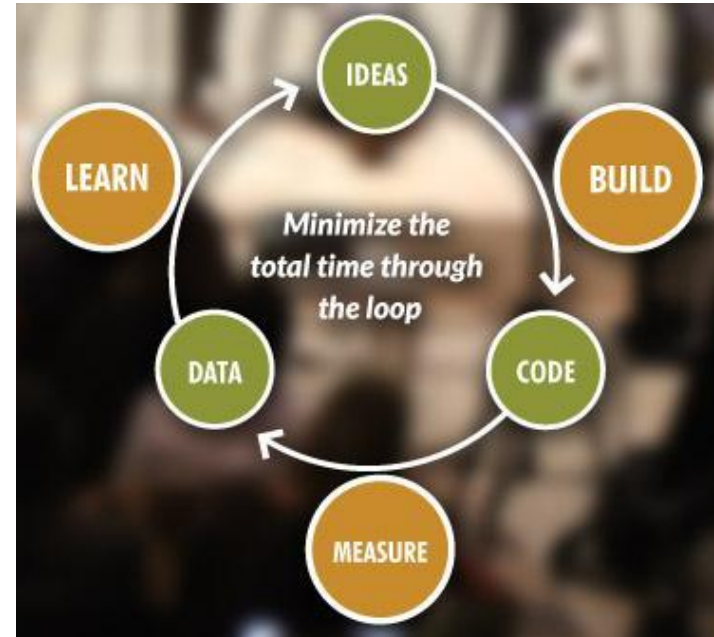 IDEAS
LEARN
BUILD
Minimize the
total time through
the loop
DATA
CODE
MEASURE